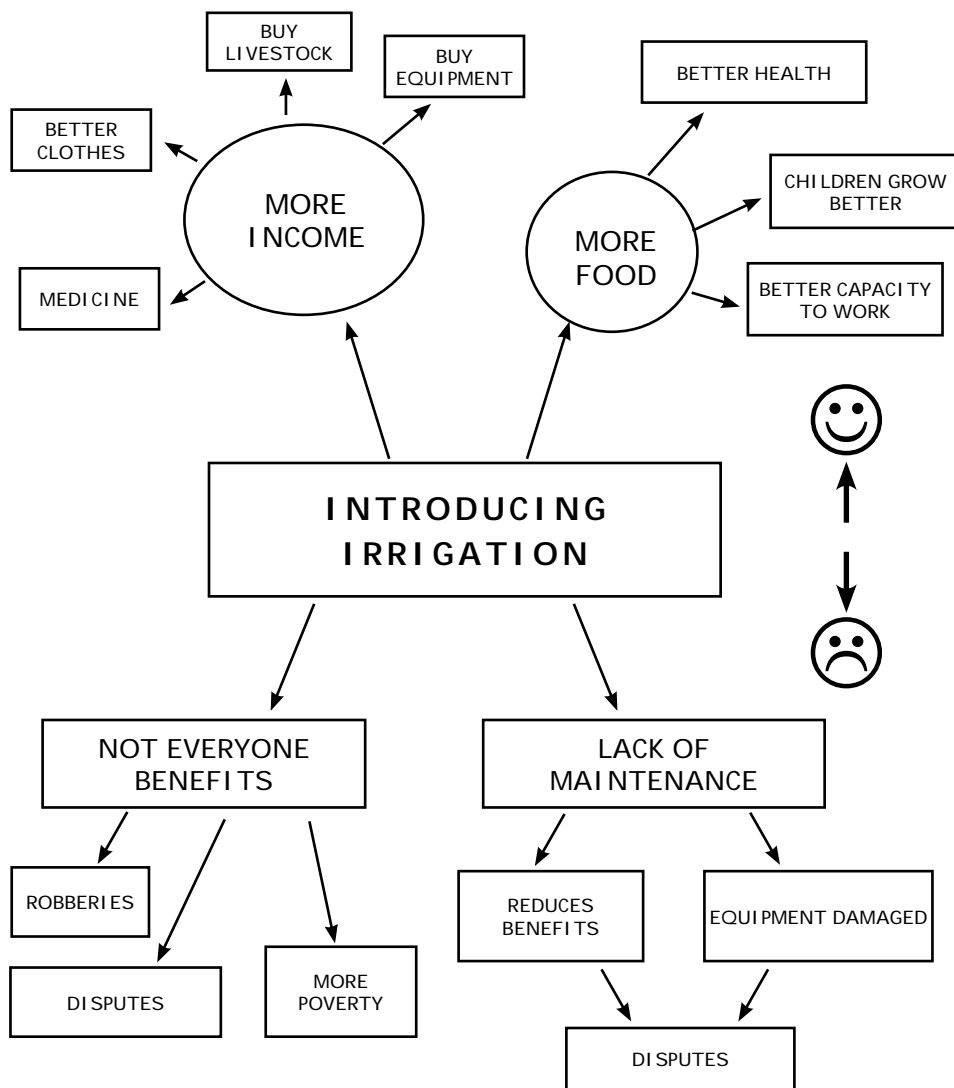 BUY
LIVESTOCK
BUY
EQUIPMENT
BETTER HEALTH
BETTER
CLOTHES
CHILDREN GROW
BETTER
MORE
INCOME
MORE
FOOD
MEDICINE
BETTER CAPACITY
TO WORK
INTRODUCING
IRRIGATION
NOT EVERYONE
BENEFITS
LACK OF
MAINTENANCE
ROBBERIES
REDUCES
BENEFITS
EQUIPMENT DAMAGED
DISPUTES
MORE
POVERTY
DISPUTES